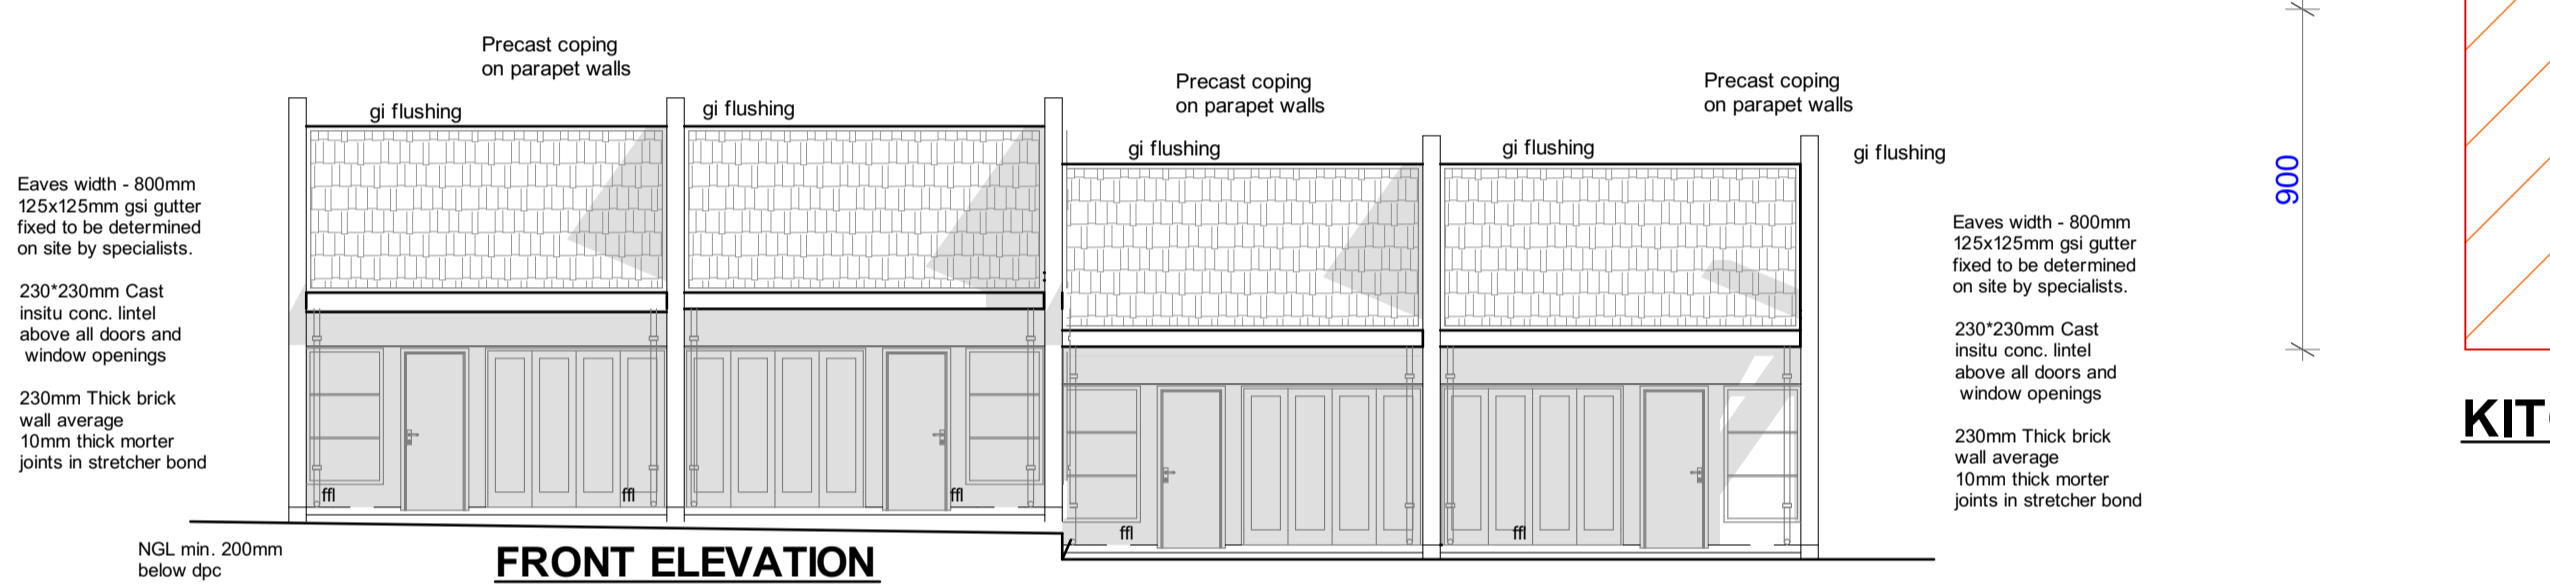 Precast coping
on parapet walls
Precast coping
on parapet walls
Precast coping
on parapet walls
gi flushing
gi flushing
gi flushing
gi flushing
gi flushing
Eaves width - 800mm
125x125mm gsi gutter
fixed to be determined
on site by specialists.
230*230mm Cast
insitu conc. lintel
above all doors and
window openings
230mm Thick brick
wall average
10mm thick morter
joints in stretcher bond
Eaves width - 800mm
125x125mm gsi gutter
fixed to be determined
on site by specialists.
230*230mm Cast
insitu conc. lintel
above all doors and
window openings
230mm Thick brick
wall average
10mm thick morter
joints in stretcher bond
900
ffl
ffl
ffl
ffl
ffl
NGL min. 200mm
below dpc
FRONT ELEVATION